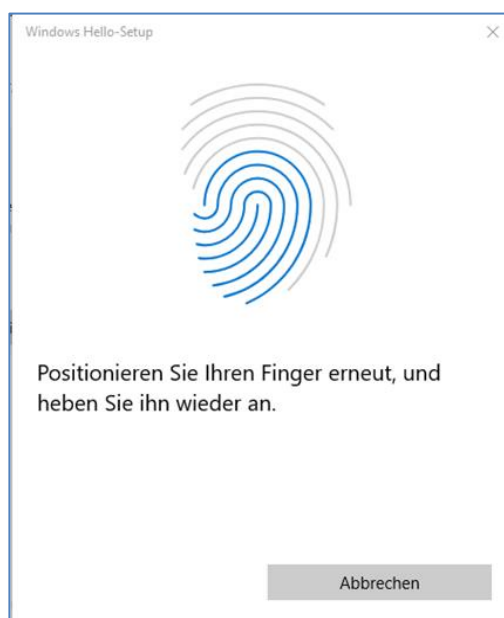 Windows Hello-Setup
Positionieren Sie Ihren Finger erneut, und
heben Sie ihn wieder an.
Abbrechen